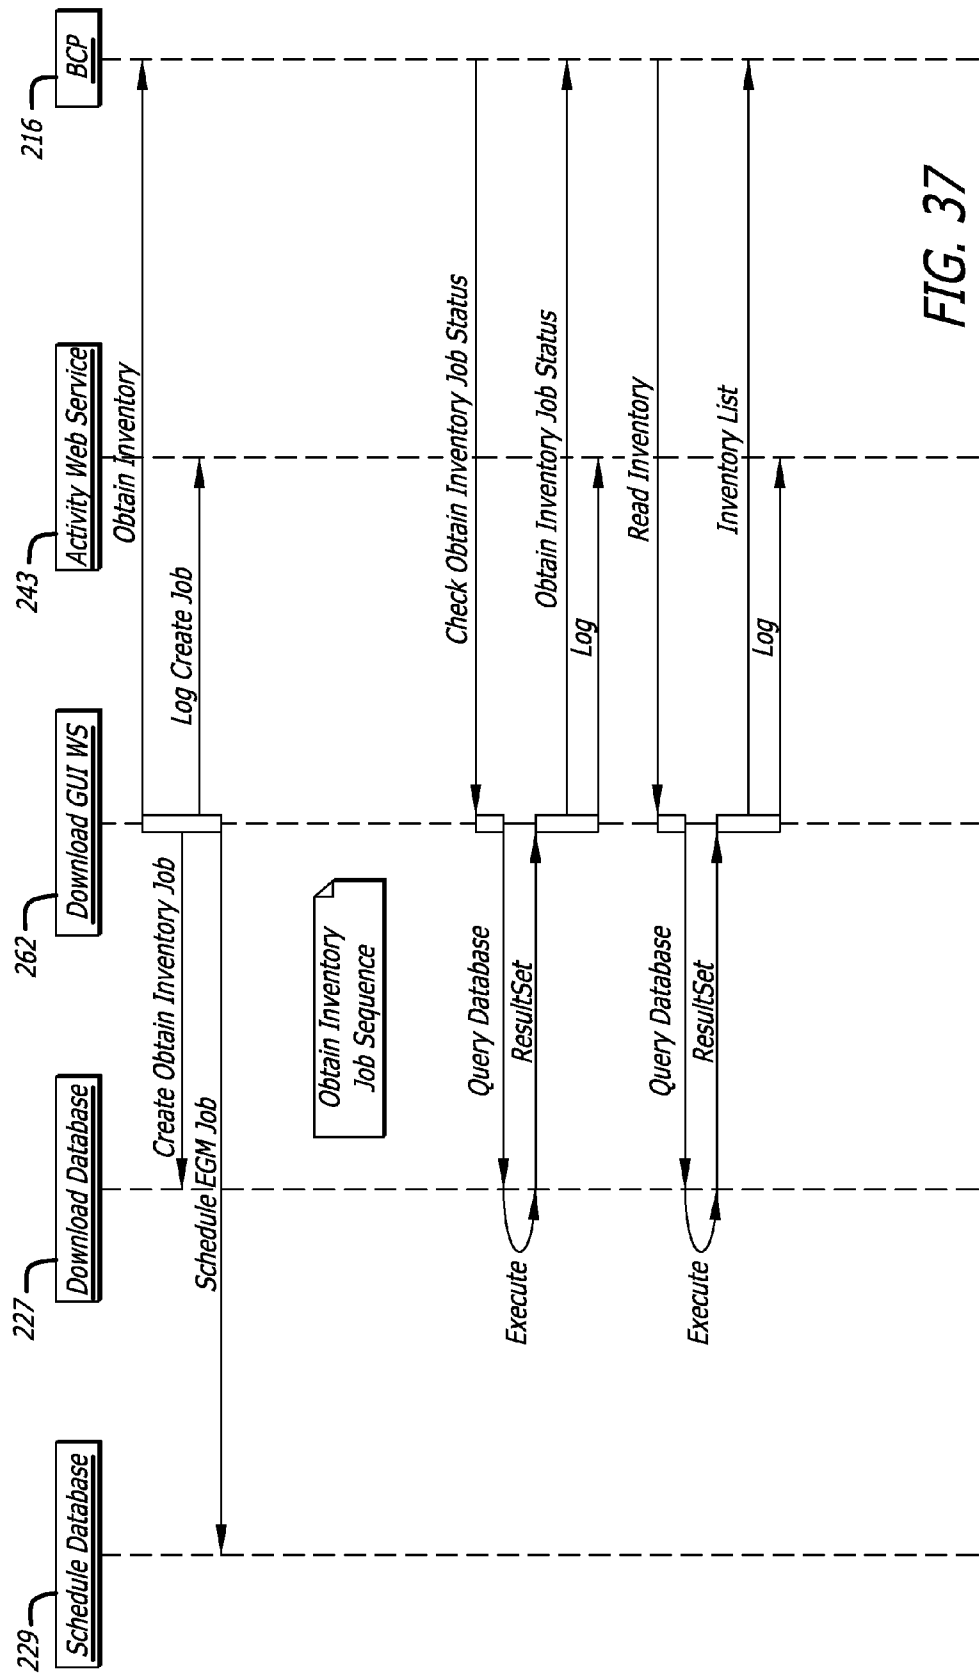 229
227
262
243
216
Schedule Database
Download Database
Download GUI WS
Activity Web Service
BCP
Obtain Inventory
Create Obtain Inventory Job
Log Create Job
Schedule EGM Job
Obtain Inventory
Job Sequence
Check Obtain Inventory Job Status
Query Database
Execute
ResultSet
Obtain Inventory Job Status
Log
Read Inventory
Query Database
Execute
ResultSet
Inventory List
Log
FIG. 37